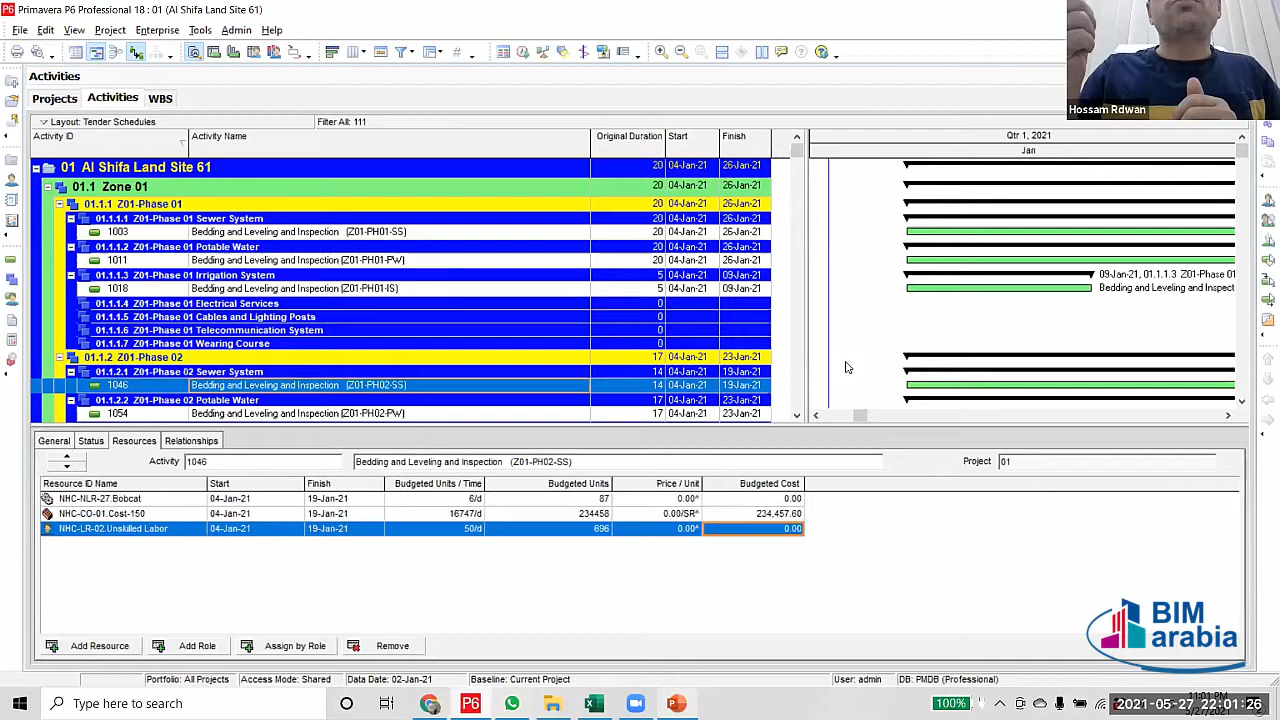 Primavera P6 Professional 18 : 01 (Al Shifa Land Site 61)
File Edit View Project Enterprise Tools Admin Help
Activities
Projects Activities WBS
Layout: Tender Schedules Filter All: 111
Activity ID Activity Name Original Duration Start Finish Qtr 1, 2021
Jan
01 Al Shifa Land Site 61 20 04-Jan-21 26-Jan-21
01.1 Zone 01 20 04-Jan-21 26-Jan-21
01.1.1 Z01-Phase 01 20 04-Jan-21 26-Jan-21
01.1.1.1 Z01-Phase 01 Sewer System 20 04-Jan-21 26-Jan-21
1003 Bedding and Leveling and Inspection (Z01-PH01-SS) 20 04-Jan-21 26-Jan-21
01.1.1.2 Z01-Phase 01 Potable Water 20 04-Jan-21 26-Jan-21
1011 Bedding and Leveling and Inspection (Z01-PH01-PW) 20 04-Jan-21 26-Jan-21
01.1.1.3 Z01-Phase 01 Irrigation System 5 04-Jan-21 09-Jan-21 09-Jan-21, 01.1.1.3 Z01-Phase 01
1018 Bedding and Leveling and Inspection (Z01-PH01-IS) 5 04-Jan-21 09-Jan-21 Bedding and Leveling and Inspect
01.1.1.4 Z01-Phase 01 Electrical Services 0
01.1.1.5 Z01-Phase 01 Cables and Lighting Posts 0
01.1.1.6 Z01-Phase 01 Telecommunication System 0
01.1.1.7 Z01-Phase 01 Wearing Course 0
01.1.2 Z01-Phase 02 17 04-Jan-21 23-Jan-21
01.1.2.1 Z01-Phase 02 Sewer System 14 04-Jan-21 19-Jan-21
1046 Bedding and Leveling and Inspection (Z01-PH02-SS) 14 04-Jan-21 19-Jan-21
01.1.2.2 Z01-Phase 02 Potable Water 17 04-Jan-21 23-Jan-21
1054 Bedding and Leveling and Inspection (Z01-PH02-PW) 17 04-Jan-21 23-Jan-21
Hossam Rdwan
General Status Resources Relationships
Activity 1046 Bedding and Leveling and Inspection (Z01-PH02-SS) Project 01
Resource ID Name Start Finish Budgeted Units / Time Budgeted Units Price / Unit Budgeted Cost
NHC-NLR-27.Bobcat 04-Jan-21 19-Jan-21 6/d 87 0.00* 0.00
NHC-CO-01.Cost-150 04-Jan-21 19-Jan-21 16747/d 234458 0.00/SR* 234,457.60
NHC-LR-02.Unskilled Labor 04-Jan-21 19-Jan-21 50/d 696 0.00* 0.00
BIM
arabia
Add Resource Add Role Assign by Role Remove
Portfolio: All Projects Access Mode: Shared Data Date: 02-Jan-21 Baseline: Current Project User: admin DB: PMDB (Professional)
Type here to search 100% 2021-05-27 22:01:26